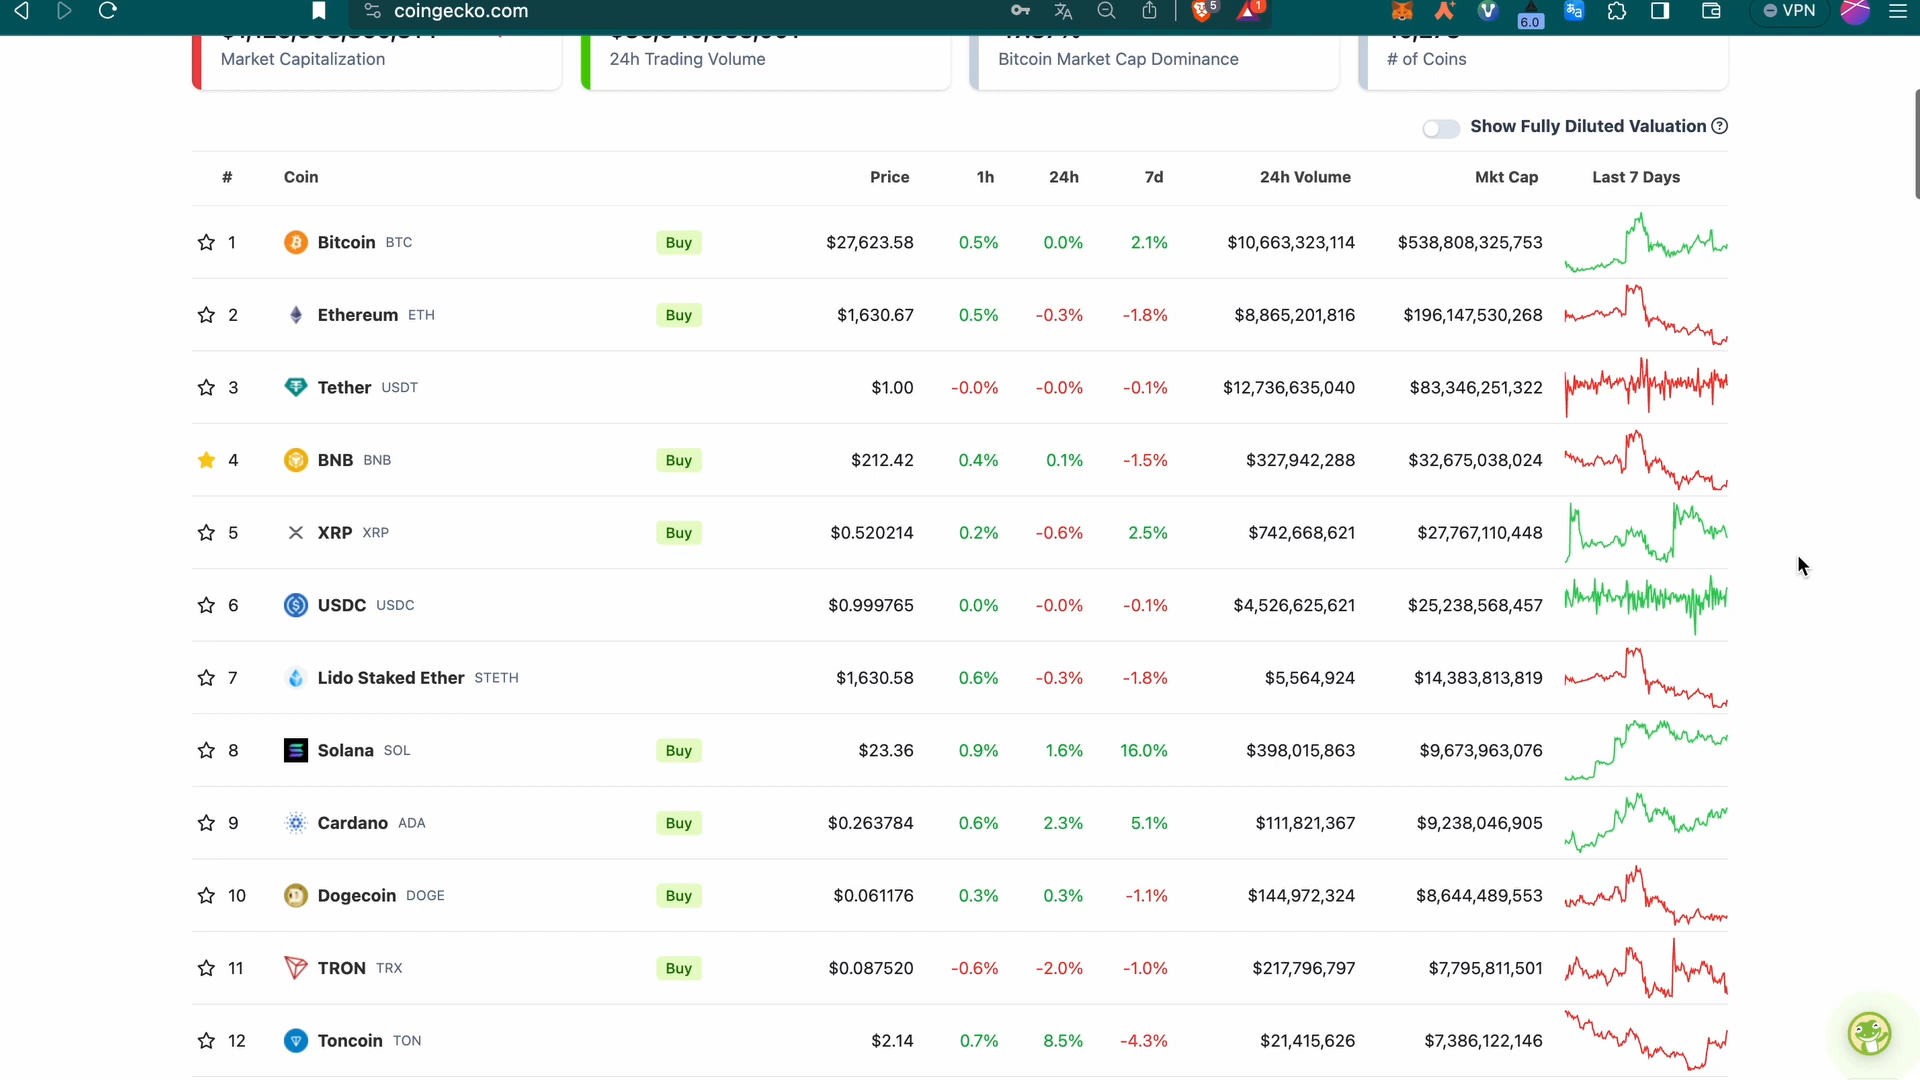 coingecko.com
5
1
6.0
VPN
Market Capitalization
24h Trading Volume
Bitcoin Market Cap Dominance
# of Coins
Show Fully Diluted Valuation
# Coin Price 1h 24h 7d 24h Volume Mkt Cap Last 7 Days
1 Bitcoin BTC Buy $27,623.58 0.5% 0.0% 2.1% $10,663,323,114 $538,808,325,753
2 Ethereum ETH Buy $1,630.67 0.5% -0.3% -1.8% $8,865,201,816 $196,147,530,268
3 Tether USDT $1.00 -0.0% -0.0% -0.1% $12,736,635,040 $83,346,251,322
4 BNB BNB Buy $212.42 0.4% 0.1% -1.5% $327,942,288 $32,675,038,024
5 XRP XRP Buy $0.520214 0.2% -0.6% 2.5% $742,668,621 $27,767,110,448
6 USDC USDC $0.999765 0.0% -0.0% -0.1% $4,526,625,621 $25,238,568,457
7 Lido Staked Ether STETH $1,630.58 0.6% -0.3% -1.8% $5,564,924 $14,383,813,819
8 Solana SOL Buy $23.36 0.9% 1.6% 16.0% $398,015,863 $9,673,963,076
9 Cardano ADA Buy $0.263784 0.6% 2.3% 5.1% $111,821,367 $9,238,046,905
10 Dogecoin DOGE Buy $0.061176 0.3% 0.3% -1.1% $144,972,324 $8,644,489,553
11 TRON TRX Buy $0.087520 -0.6% -2.0% -1.0% $217,796,797 $7,795,811,501
12 Toncoin TON $2.14 0.7% 8.5% -4.3% $21,415,626 $7,386,122,146